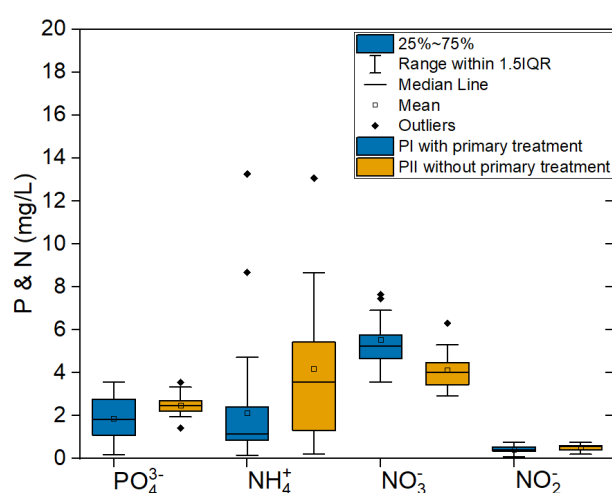 20
18
16
14
12
10
8
6
4
2
0
P & N (mg/L)
25%~75%
Range within 1.5IQR
Median Line
Mean
Outliers
PI with primary treatment
PII without primary treatment
PO₄³⁻ NH₄⁺ NO₃⁻ NO₂⁻